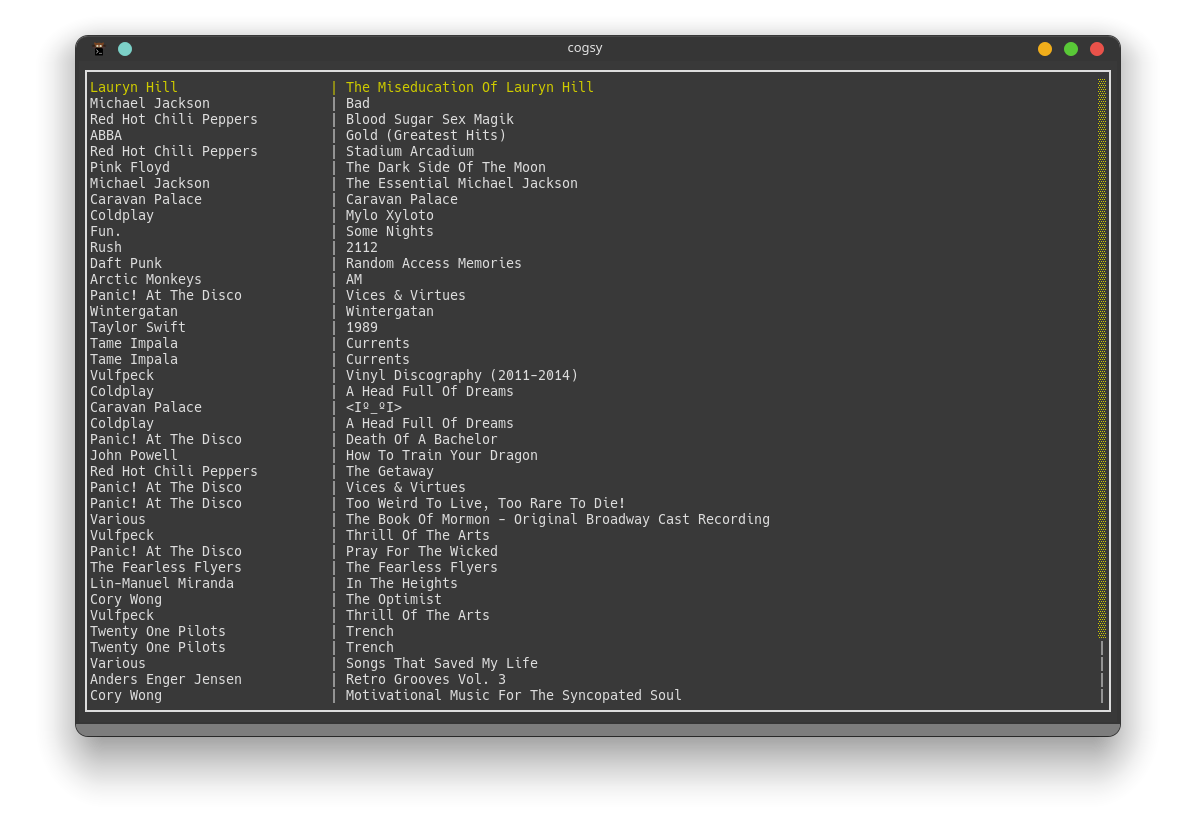 cogsy
Lauryn Hill | The Miseducation Of Lauryn Hill
Michael Jackson | Bad
Red Hot Chili Peppers | Blood Sugar Sex Magik
ABBA | Gold (Greatest Hits)
Red Hot Chili Peppers | Stadium Arcadium
Pink Floyd | The Dark Side Of The Moon
Michael Jackson | The Essential Michael Jackson
Caravan Palace | Caravan Palace
Coldplay | Mylo Xyloto
Fun. | Some Nights
Rush | 2112
Daft Punk | Random Access Memories
Arctic Monkeys | AM
Panic! At The Disco | Vices & Virtues
Wintergatan | Wintergatan
Taylor Swift | 1989
Tame Impala | Currents
Tame Impala | Currents
Vulfpeck | Vinyl Discography (2011-2014)
Coldplay | A Head Full Of Dreams
Caravan Palace | <Iº_ºI>
Coldplay | A Head Full Of Dreams
Panic! At The Disco | Death Of A Bachelor
John Powell | How To Train Your Dragon
Red Hot Chili Peppers | The Getaway
Panic! At The Disco | Vices & Virtues
Panic! At The Disco | Too Weird To Live, Too Rare To Die!
Various | The Book Of Mormon - Original Broadway Cast Recording
Vulfpeck | Thrill Of The Arts
Panic! At The Disco | Pray For The Wicked
The Fearless Flyers | The Fearless Flyers
Lin-Manuel Miranda | In The Heights
Cory Wong | The Optimist
Vulfpeck | Thrill Of The Arts
Twenty One Pilots | Trench
Twenty One Pilots | Trench
Various | Songs That Saved My Life
Anders Enger Jensen | Retro Grooves Vol. 3
Cory Wong | Motivational Music For The Syncopated Soul